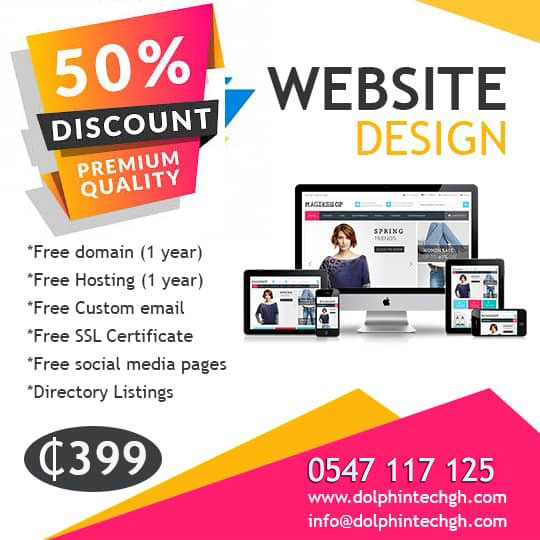 50%
DISCOUNT
PREMIUM
QUALITY
WEBSITE
DESIGN
MAGIKSHOP
SPRING
TRENDS
*Free domain (1 year)
*Free Hosting (1 year)
*Free Custom email
*Free SSL Certificate
*Free social media pages
*Directory Listings
₵399
0547 117 125
www.dolphintechgh.com
info@dolphintechgh.com